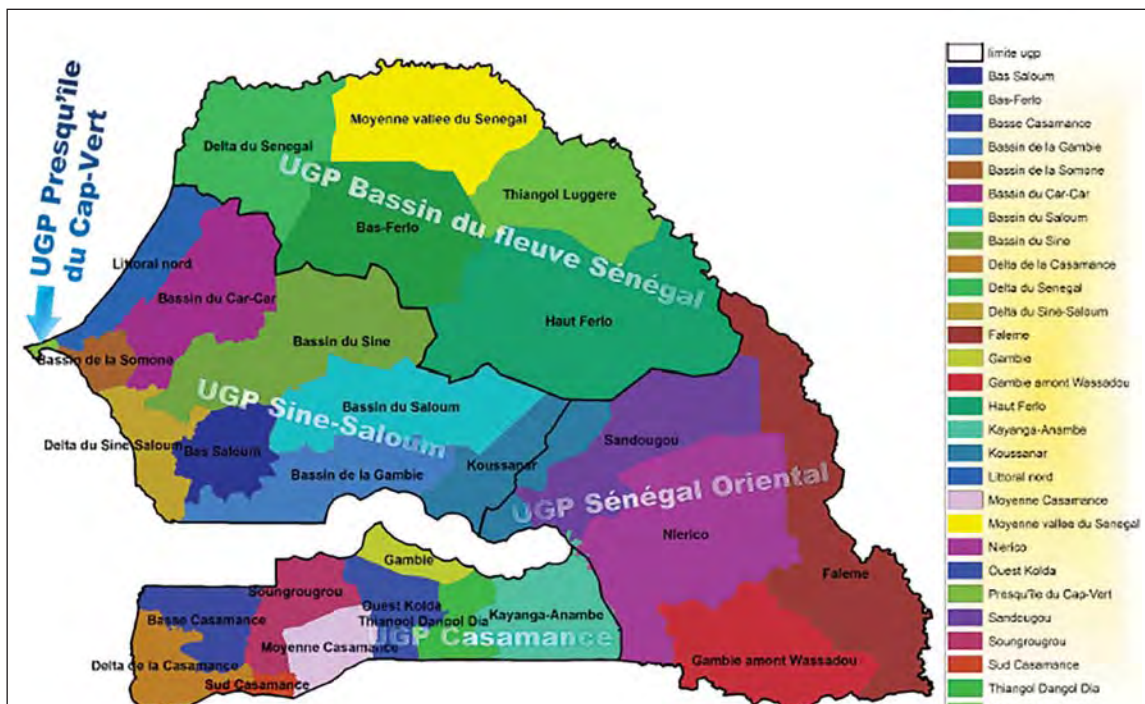 UGP Presqu'île
du Cap-Vert
Moyenne vallee du Senegal
Delta du Senegal
UGP Bassin du fleuve Sénégal
Thiangol Luggere
Bas-Ferlo
Littoral nord
Bassin du Car-Car
Haut Ferlo
Bassin du Sine
Bassin de la Somone
UGP Sine-Saloum
Bassin du Saloum
Delta du Sine-Saloum
Bas Saloum
Sandougou
Koussanar
Bassin de la Gambie
UGP Sénégal Oriental
Nierico
Gambie
Faleme
Soungrougrou
Ouest Kolda
Basse Casamance
Thiangol Dangol Dia
Kayanga-Anambe
UGP Casamance
Moyenne Casamance
Delta de la Casamance
Sud Casamance
Gambie amont Wassadou
limite ugp
Bas Saloum
Bas-Ferlo
Basse Casamance
Bassin de la Gambie
Bassin de la Somone
Bassin du Car-Car
Bassin du Saloum
Bassin du Sine
Delta de la Casamance
Delta du Senegal
Delta du Sine-Saloum
Faleme
Gambie
Gambie amont Wassadou
Haut Ferlo
Kayanga-Anambe
Koussanar
Littoral nord
Moyenne Casamance
Moyenne vallee du Senegal
Nierico
Ouest Kolda
Presqu'ile du Cap-Vert
Sandougou
Soungrougrou
Sud Casamance
Thiangol Dangol Dia